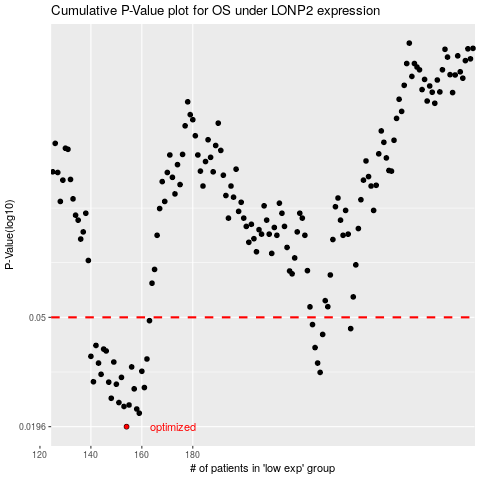 Cumulative P-Value plot for OS under LONP2 expression
P-Value(log10)
0.05
0.0196
optimized
120 140 160 180
# of patients in 'low exp' group